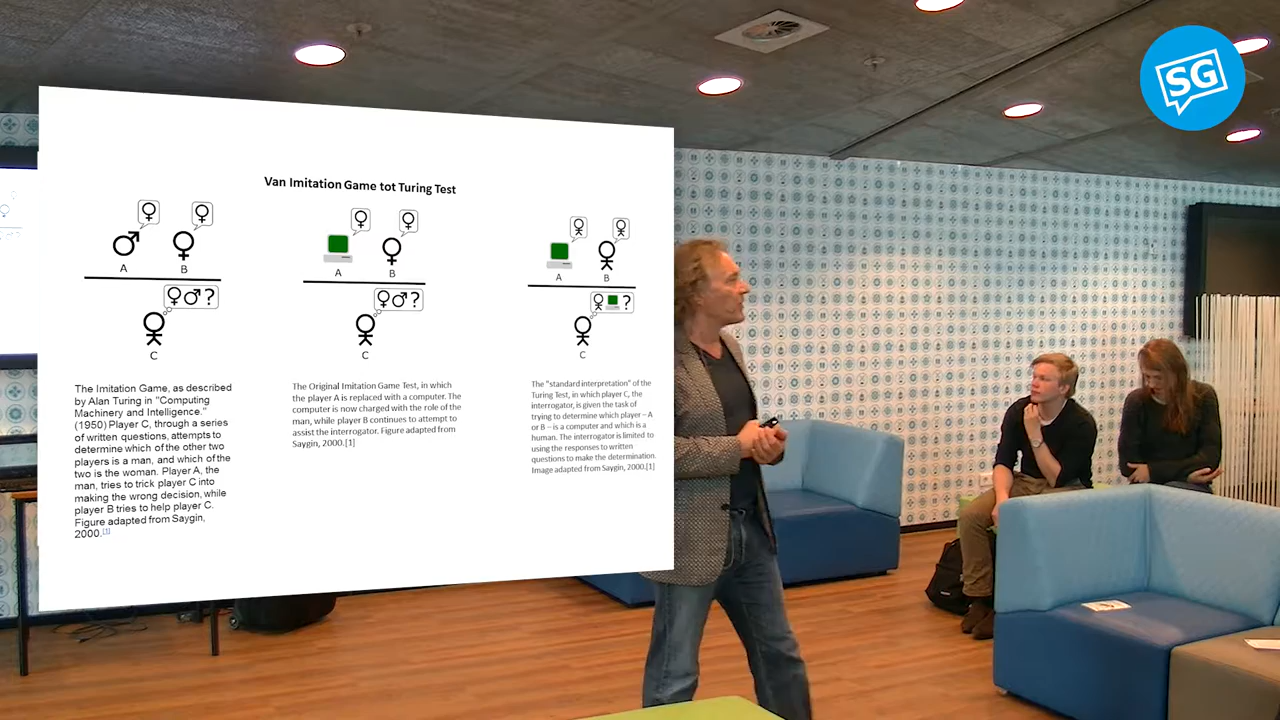 SG
Van Imitation Game tot Turing Test
A
B
?
C
The Imitation Game, as described
by Alan Turing in "Computing
Machinery and Intelligence."
(1950) Player C, through a series
of written questions, attempts to
determine which of the other two
players is a man, and which of the
two is the woman. Player A, the
man, tries to trick player C into
making the wrong decision, while
player B tries to help player C.
Figure adapted from Saygin,
2000.[1]
A
B
?
C
The Original Imitation Game Test, in which
the player A is replaced with a computer. The
computer is now charged with the role of the
man, while player B continues to attempt to
assist the interrogator. Figure adapted from
Saygin, 2000.[1]
A
B
?
C
The "standard interpretation" of the
Turing Test, in which player C, the
interrogator, is given the task of
trying to determine which player – A
or B – is a computer and which is a
human. The interrogator is limited to
using the responses to written
questions to make the determination.
Image adapted from Saygin, 2000.[1]